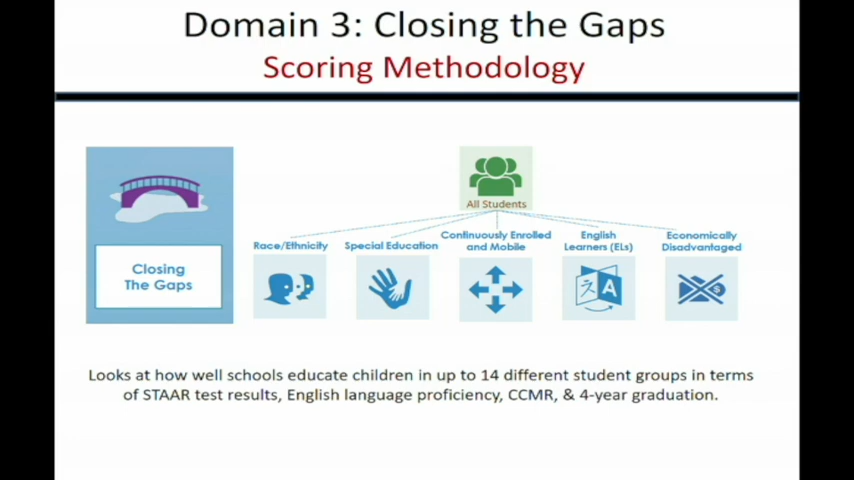 Domain 3: Closing the Gaps
Scoring Methodology
All Students
Race/Ethnicity
Special Education
Continuously Enrolled
and Mobile
English
Learners (ELs)
Economically
Disadvantaged
Closing
The Gaps
A
$
Looks at how well schools educate children in up to 14 different student groups in terms
of STAAR test results, English language proficiency, CCMR, & 4-year graduation.